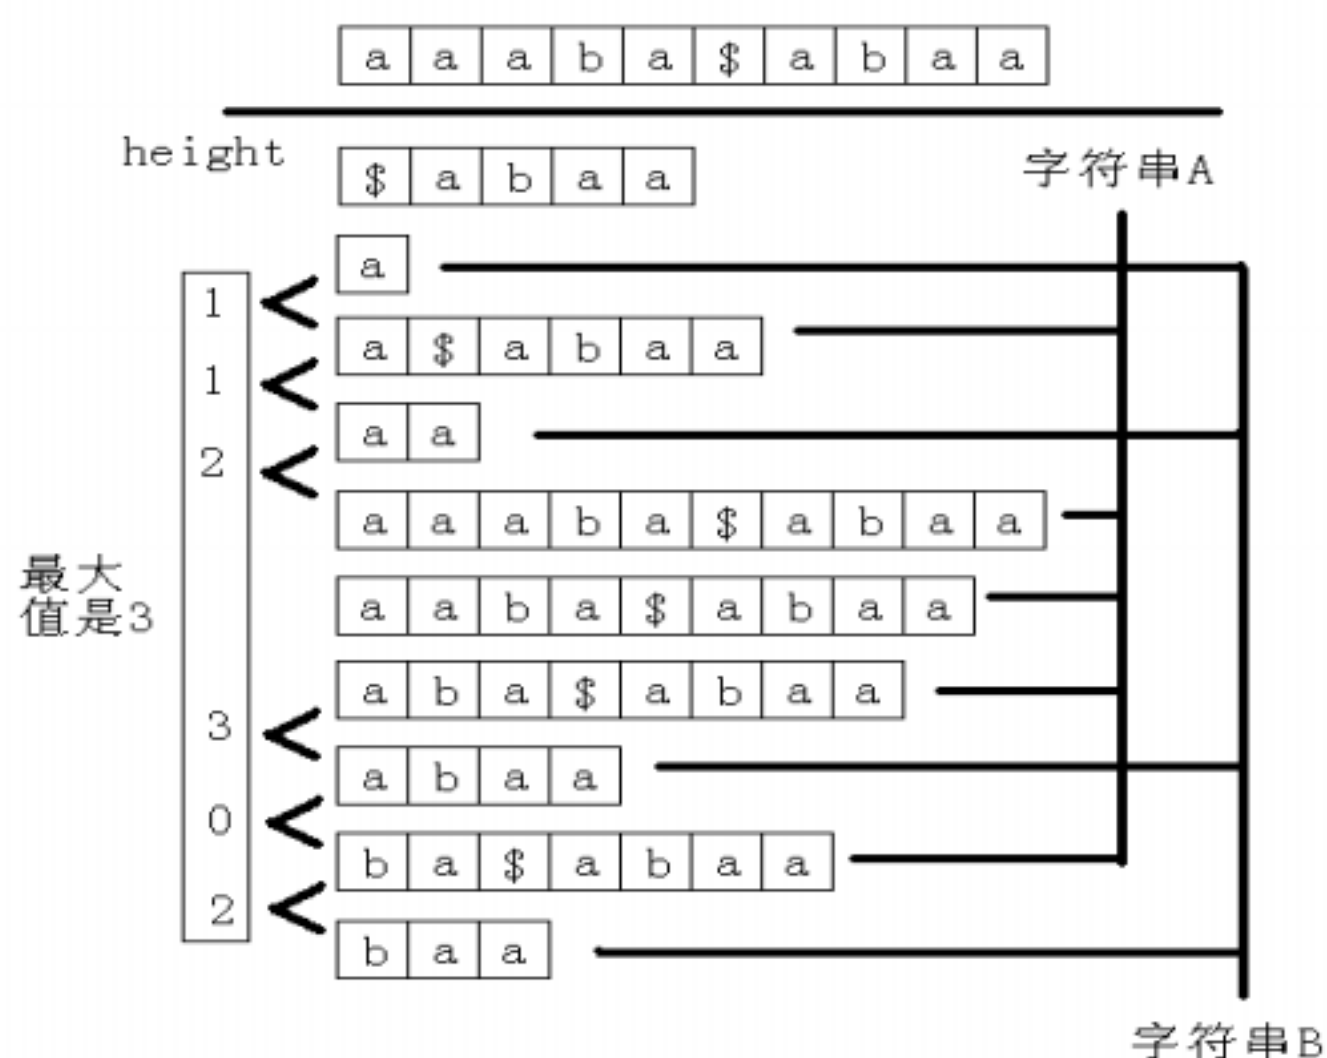 a a a b a $ a b a a
height
$ a b a a
字符串A
a
1
a $ a b a a
1
a a
2
a a a b a $ a b a a
最大
值是3
a a b a $ a b a a
a b a $ a b a a
3
a b a a
0
b a $ a b a a
2
b a a
字符串B